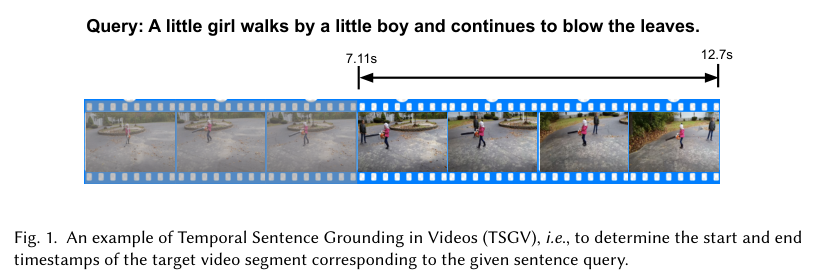 Query: A little girl walks by a little boy and continues to blow the leaves.
7.11s
12.7s
Fig. 1. An example of Temporal Sentence Grounding in Videos (TSGV), i.e., to determine the start and end
timestamps of the target video segment corresponding to the given sentence query.